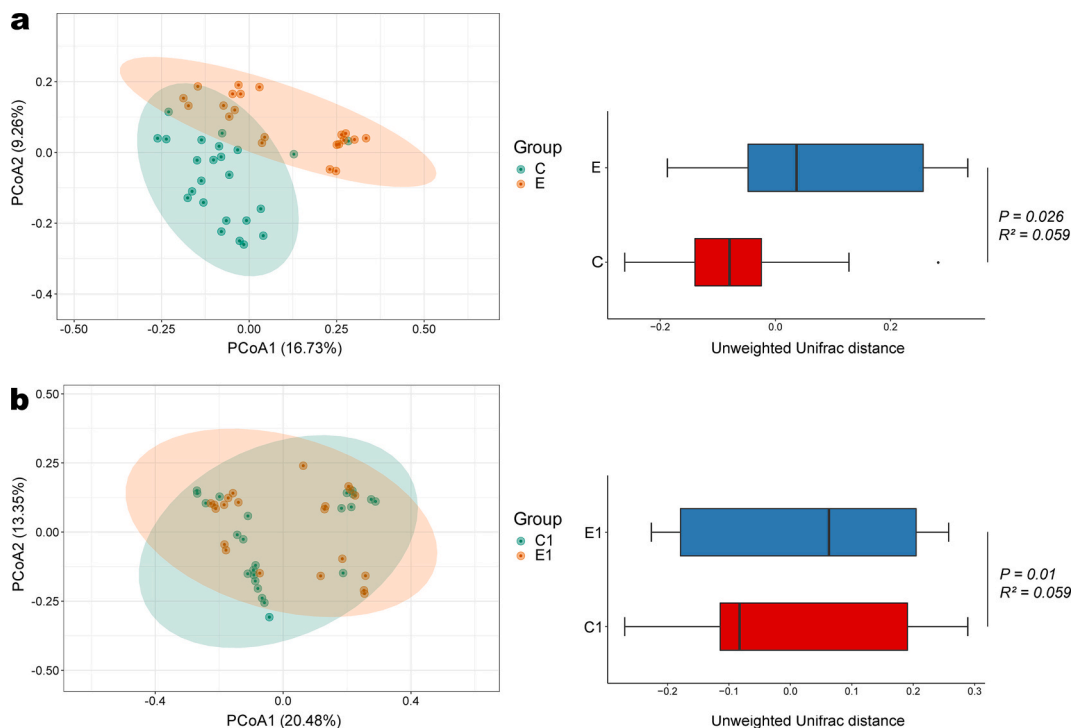 a
PCoA2 (9.26%)
0.2
0.0
-0.2
-0.4
-0.50
-0.25
0.00
0.25
0.50
PCoA1 (16.73%)
Group
C
E
E
C
-0.2
0.0
0.2
Unweighted Unifrac distance
P = 0.026
R² = 0.059
b
PCoA2 (13.35%)
0.50
0.25
0.00
-0.25
-0.50
-0.4
0.0
0.4
PCoA1 (20.48%)
Group
C1
E1
E1
C1
-0.2
-0.1
0.0
0.1
0.2
0.3
Unweighted Unifrac distance
P = 0.01
R² = 0.059